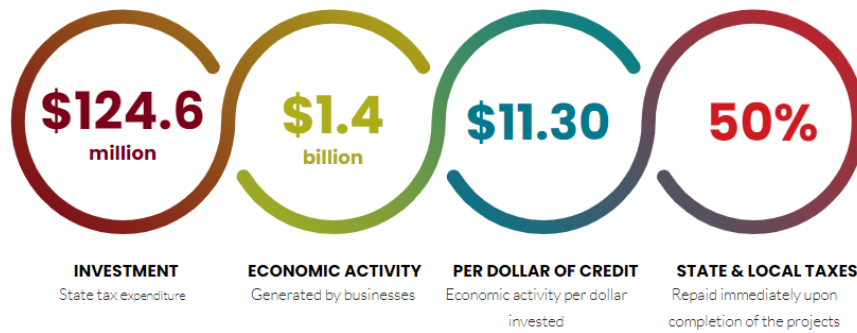 $124.6
million
$1.4
billion
$11.30
50%
INVESTMENT
State tax expenditure
ECONOMIC ACTIVITY
Generated by businesses
PER DOLLAR OF CREDIT
Economic activity per dollar
invested
STATE & LOCAL TAXES
Repaid immediately upon
completion of the projects